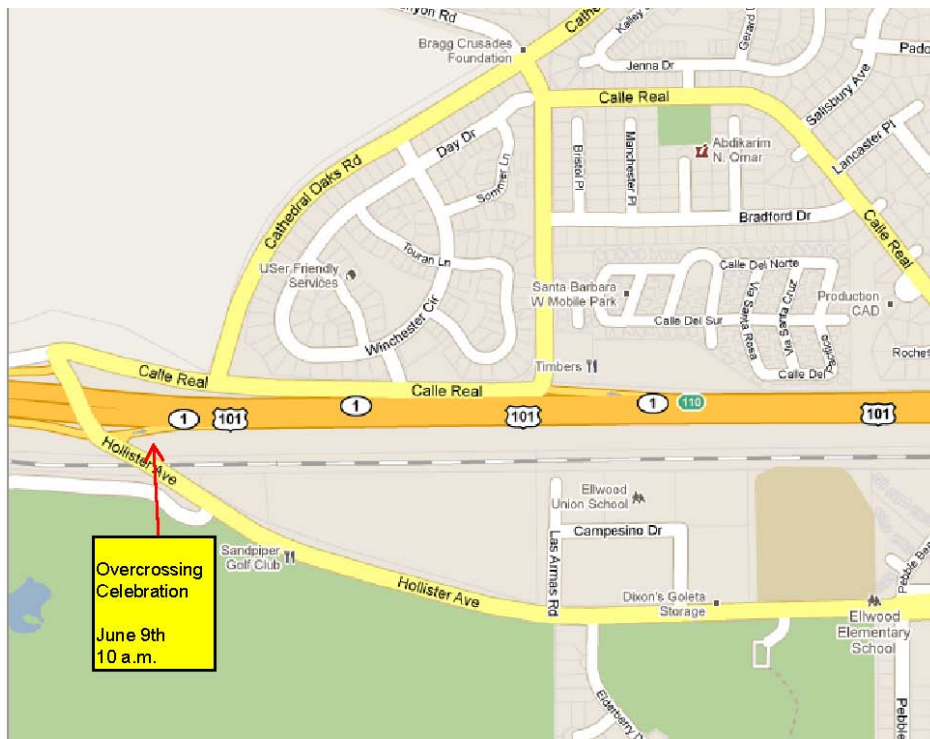 Bragg Crusades
Foundation
Kalley
Gerard
Jenna Dr
Salisbury Ave
Calle Real
Lancaster Pl
Day Dr
Sommer Ln
Bristol Pl
Manchester Pl
Abdikarim
N. Omar
Cathedral Oaks Rd
Bradford Dr
Calle Real
Touran Ln
USer Friendly
Services
Calle Del Norte
Santa Barbara
W Mobile Park
Via Santa Rosa
Via Santa Cruz
Production
CAD
Calle Del Sur
Winchester Cir
Timbers
Calle Del
Calle Real
Calle Real
1
101
1
101
1
110
101
Hollister Ave
Ellwood
Union School
Campesino Dr
Las Armas Rd
Sandpiper
Golf Club
Hollister Ave
Dixon's Goleta
Storage
Ellwood
Elementary
School
Overcrossing
Celebration
June 9th
10 a.m.
Pebble